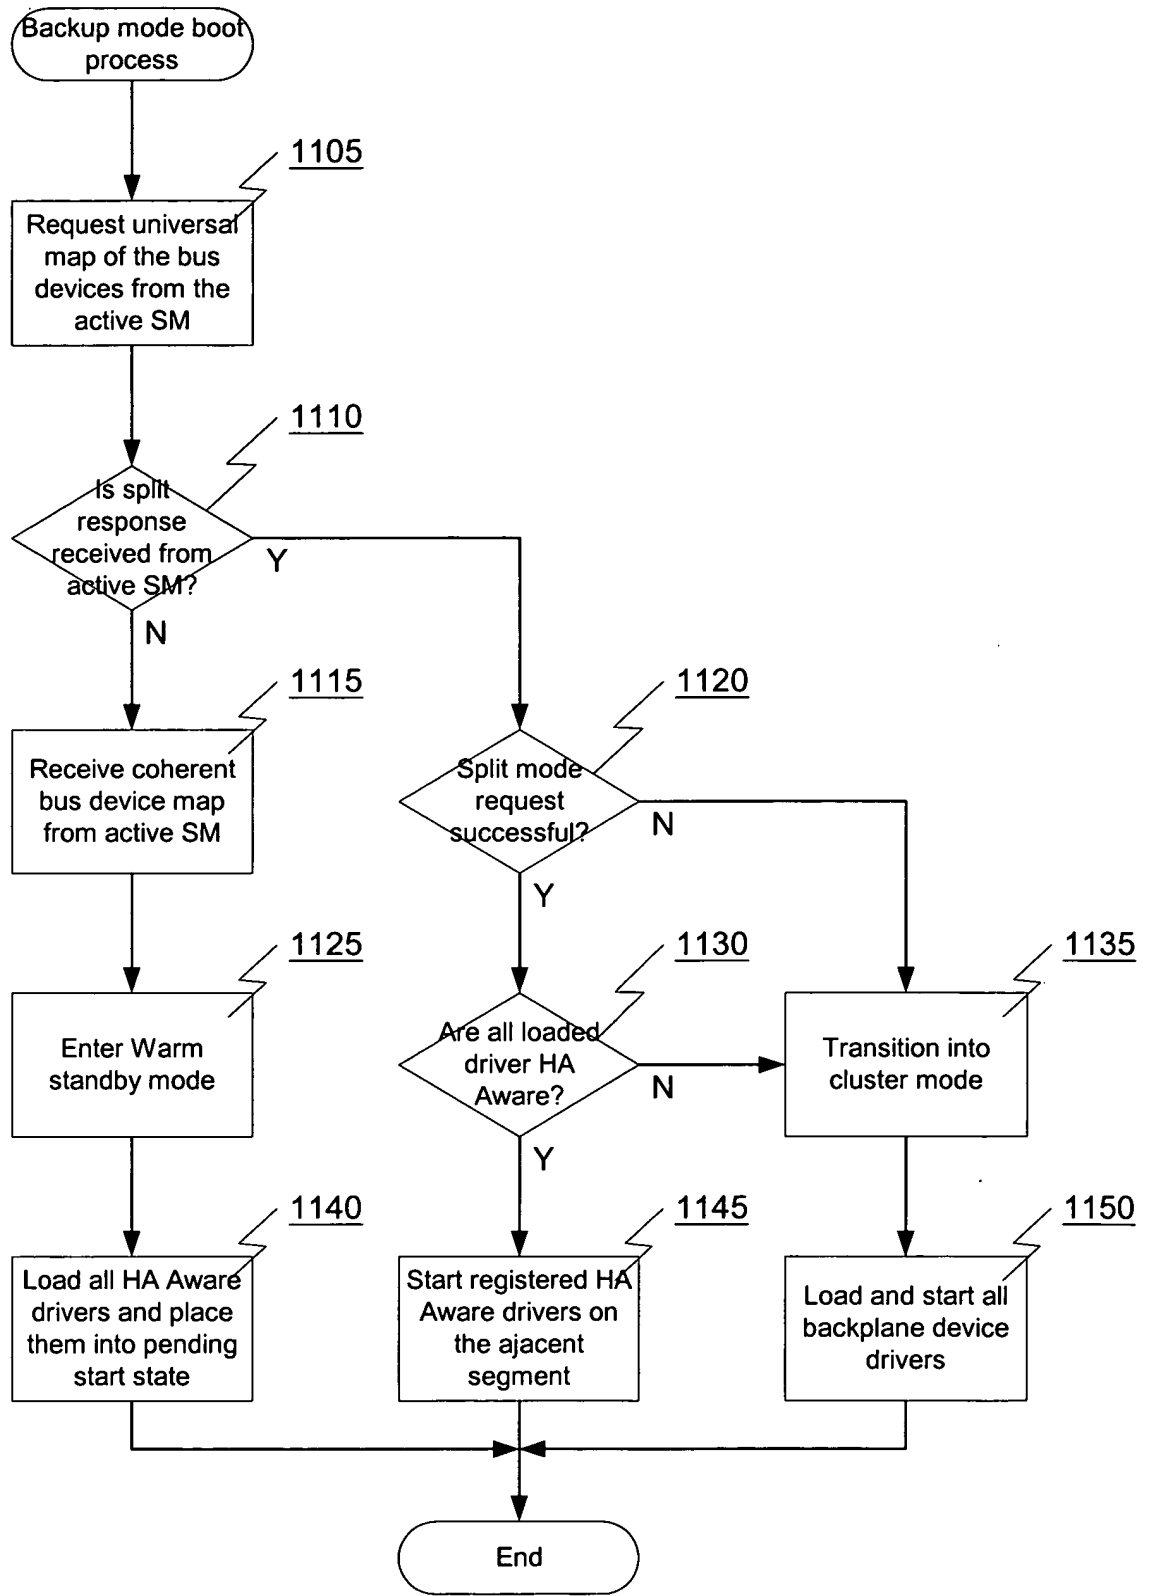 Backup mode boot
process
1105
Request universal
map of the bus
devices from the
active SM
1110
Is split
response
received from
active SM?
Y
N
1115
Receive coherent
bus device map
from active SM
1120
Split mode
request
successful?
N
Y
1125
Enter Warm
standby mode
1130
Are all loaded
driver HA
Aware?
N
Y
1135
Transition into
cluster mode
1140
Load all HA Aware
drivers and place
them into pending
start state
1145
Start registered HA
Aware drivers on
the ajacent
segment
1150
Load and start all
backplane device
drivers
End